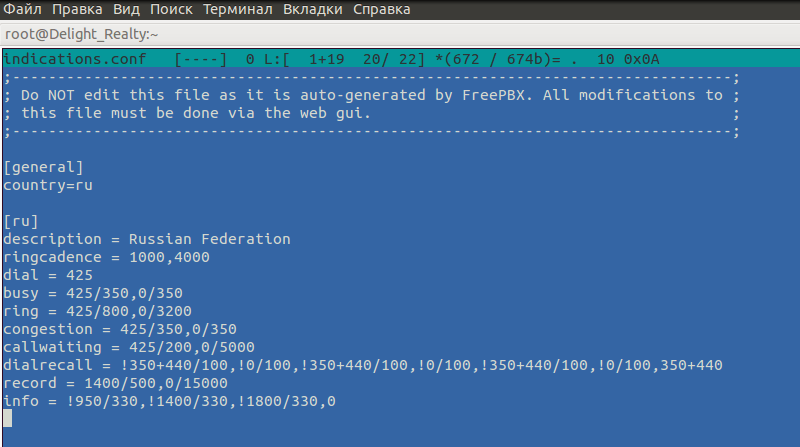 Файл Правка Вид Поиск Терминал Вкладки Справка
root@Delight_Realty:~
indications.conf   [----]  0 L:[  1+19  20/ 22] *(672 / 674b)= .  10 0x0A
;--------------------------------------------------------------------------------;
; Do NOT edit this file as it is auto-generated by FreePBX. All modifications to ;
; this file must be done via the web gui.                                        ;
;--------------------------------------------------------------------------------;

[general]
country=ru

[ru]
description = Russian Federation
ringcadence = 1000,4000
dial = 425
busy = 425/350,0/350
ring = 425/800,0/3200
congestion = 425/350,0/350
callwaiting = 425/200,0/5000
dialrecall = !350+440/100,!0/100,!350+440/100,!0/100,!350+440/100,!0/100,350+440
record = 1400/500,0/15000
info = !950/330,!1400/330,!1800/330,0